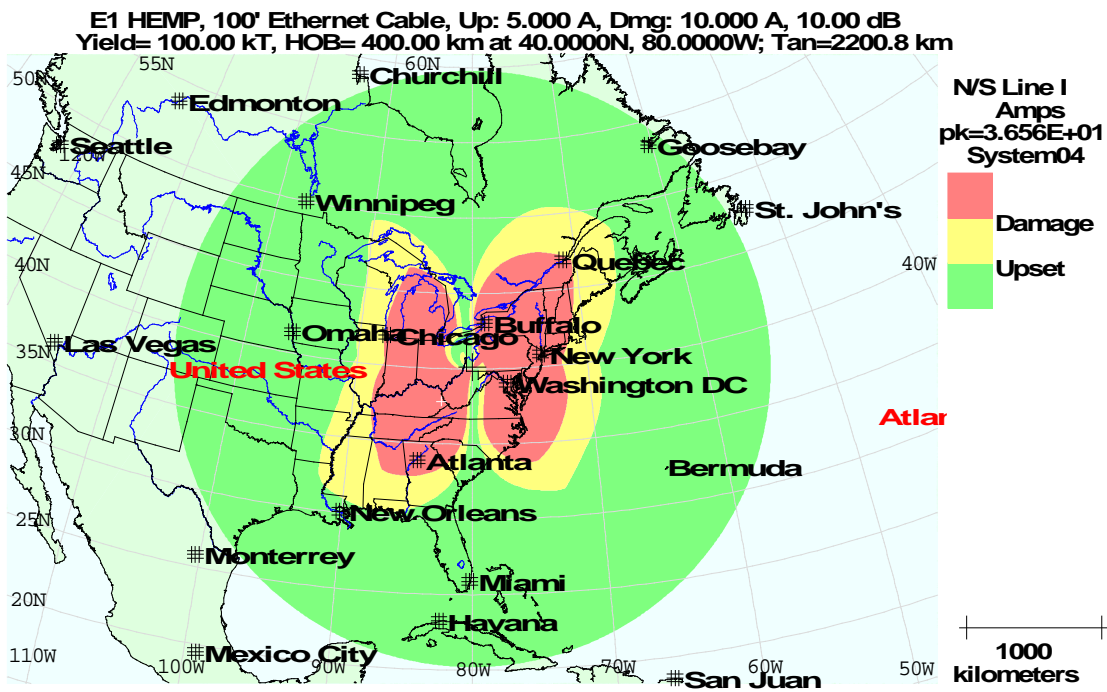 E1 HEMP, 100' Ethernet Cable, Up: 5.000 A, Dmg: 10.000 A, 10.00 dB
Yield= 100.00 kT, HOB= 400.00 km at 40.0000N, 80.0000W; Tan=2200.8 km
50N
55N
60N
Churchill
Edmonton
Seattle
120W
45N
Goosebay
Winnipeg
St. John's
40N
Quebec
40W
Buffalo
Omaha
Chicago
35N
Las Vegas
New York
United States
Washington DC
Atlan
30N
Atlanta
Bermuda
25N
New Orleans
Monterrey
Miami
20N
Havana
110W
Mexico City
100W
90W
80W
70W
60W
50W
San Juan
N/S Line I
Amps
pk=3.656E+01
System04
Damage
Upset
1000
kilometers